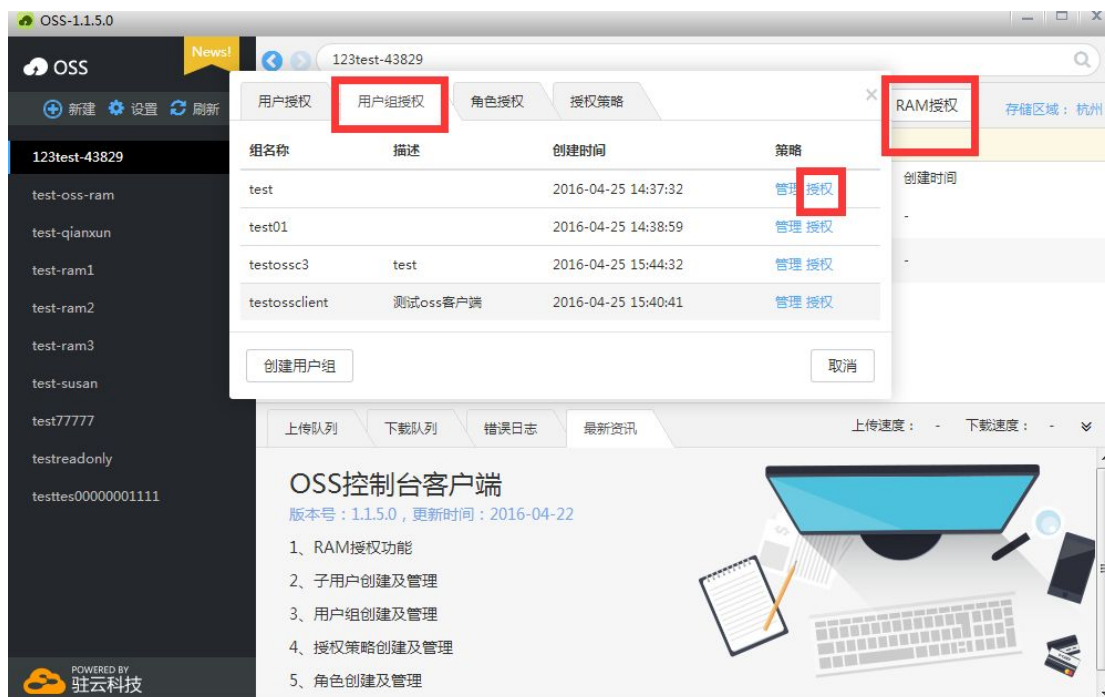 OSS-1.1.5.0
OSS
News!
123test-43829
新建 设置 刷新
用户授权 用户组授权 角色授权 授权策略
RAM授权
存储区域： 杭州
123test-43829
test-oss-ram
test-qianxun
test-ram1
test-ram2
test-ram3
test-susan
test77777
testreadonly
testtes00000001111
组名称 描述 创建时间 策略
test 2016-04-25 14:37:32 管理 授权
test01 2016-04-25 14:38:59 管理 授权
testossc3 test 2016-04-25 15:44:32 管理 授权
testossclient 测试oss客户端 2016-04-25 15:40:41 管理 授权
创建用户组 取消
创建时间
-
-
上传队列 下载队列 错误日志 最新资讯
上传速度： - 下载速度： -
OSS控制台客户端
版本号：1.1.5.0，更新时间：2016-04-22
1、RAM授权功能
2、子用户创建及管理
3、用户组创建及管理
4、授权策略创建及管理
5、角色创建及管理
POWERED BY
驻云科技